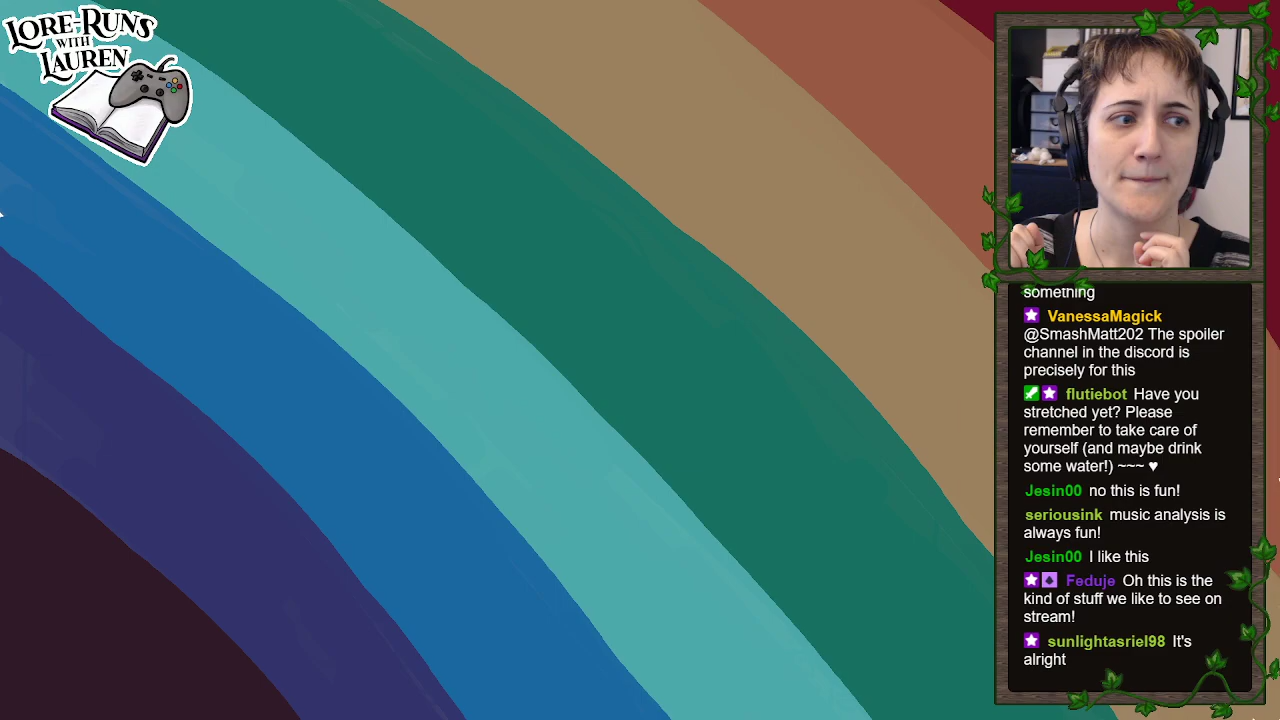 LORE-RUNS
WITH
LAUREN
something
VanessaMagick
@SmashMatt202 The spoiler
channel in the discord is
precisely for this
flutiebot Have you
stretched yet? Please
remember to take care of
yourself (and maybe drink
some water!) ~~~ ♥
Jesin00 no this is fun!
seriousink music analysis is
always fun!
Jesin00 I like this
Feduje Oh this is the
kind of stuff we like to see on
stream!
sunlightasriel98 It's
alright